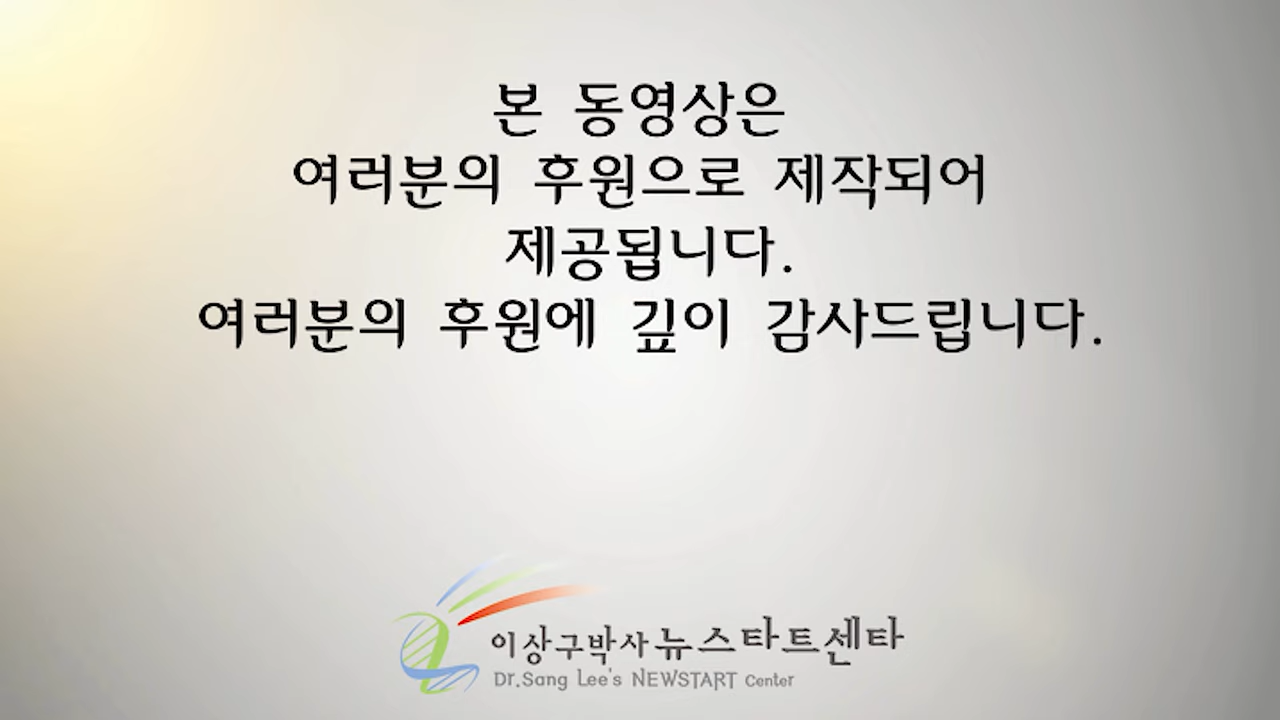 본 동영상은
여러분의 후원으로 제작되어
제공됩니다.
여러분의 후원에 깊이 감사드립니다.
이상구박사 뉴스타트센타
Dr.Sang Lee's NEWSTART Center